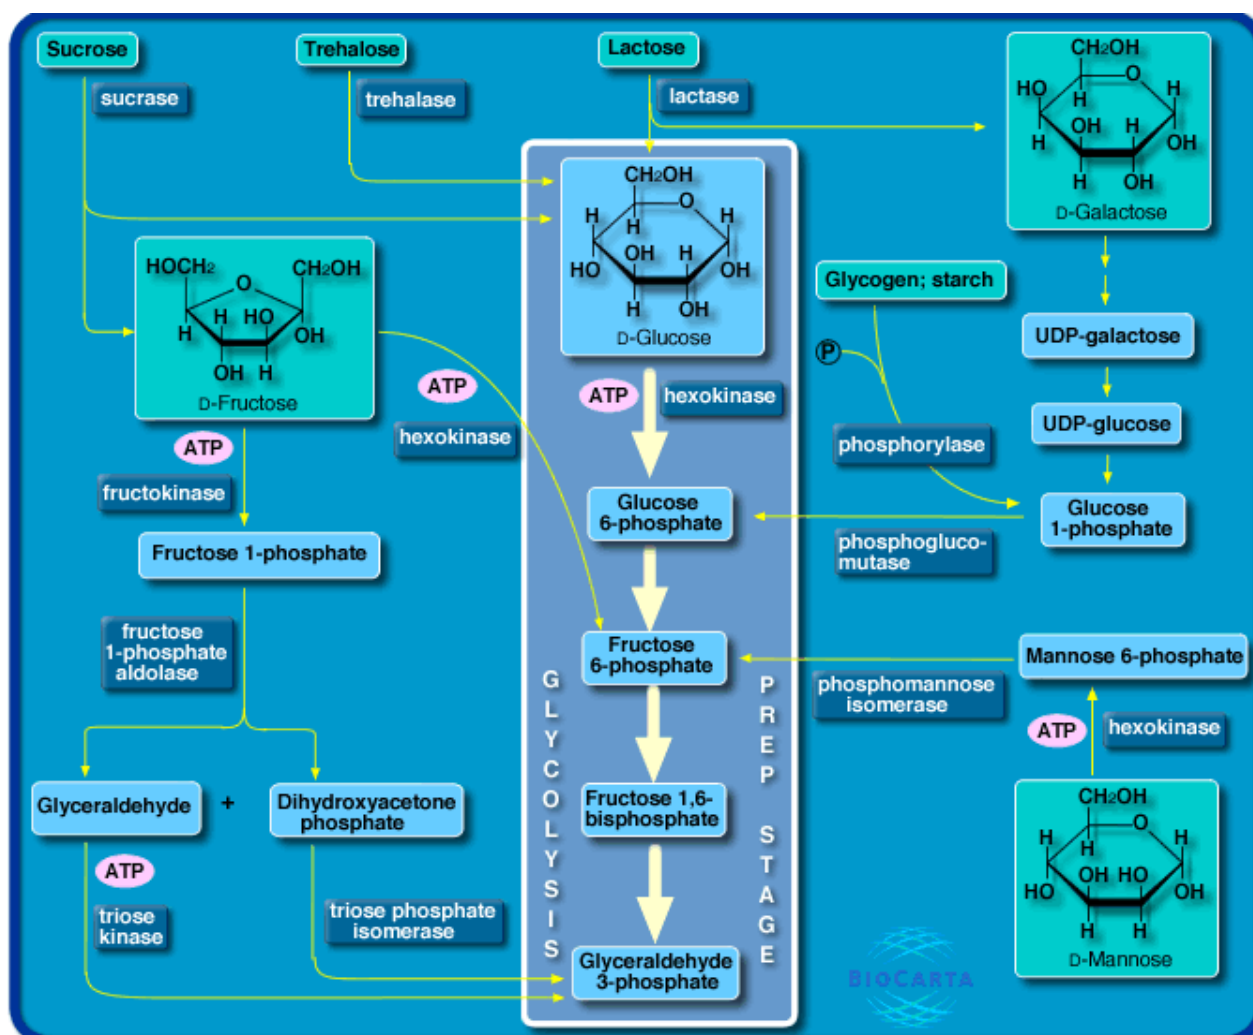 Sucrose
Trehalose
Lactose
sucrase
trehalase
lactase
CH2OH
O
HO
H
H
OH
H
H
OH
H
OH
D-Galactose
CH2OH
O
H
H
H
OH
H
HO
OH
H
OH
D-Glucose
HOCH2
O
CH2OH
H
H
HO
OH
OH
H
D-Fructose
Glycogen; starch
P
UDP-galactose
UDP-glucose
Glucose
1-phosphate
ATP
hexokinase
ATP
hexokinase
phosphorylase
ATP
fructokinase
Fructose 1-phosphate
Glucose
6-phosphate
phosphogluco-
mutase
fructose
1-phosphate
aldolase
Fructose
6-phosphate
Mannose 6-phosphate
phosphomannose
isomerase
ATP
hexokinase
GLYCOLYSIS
PREP STAGE
Glyceraldehyde
+
Dihydroxyacetone
phosphate
Fructose 1,6-
bisphosphate
CH2OH
O
H
H
H
OH
HO
HO
OH
H
H
D-Mannose
ATP
triose
kinase
triose phosphate
isomerase
Glyceraldehyde
3-phosphate
BIOCARTA